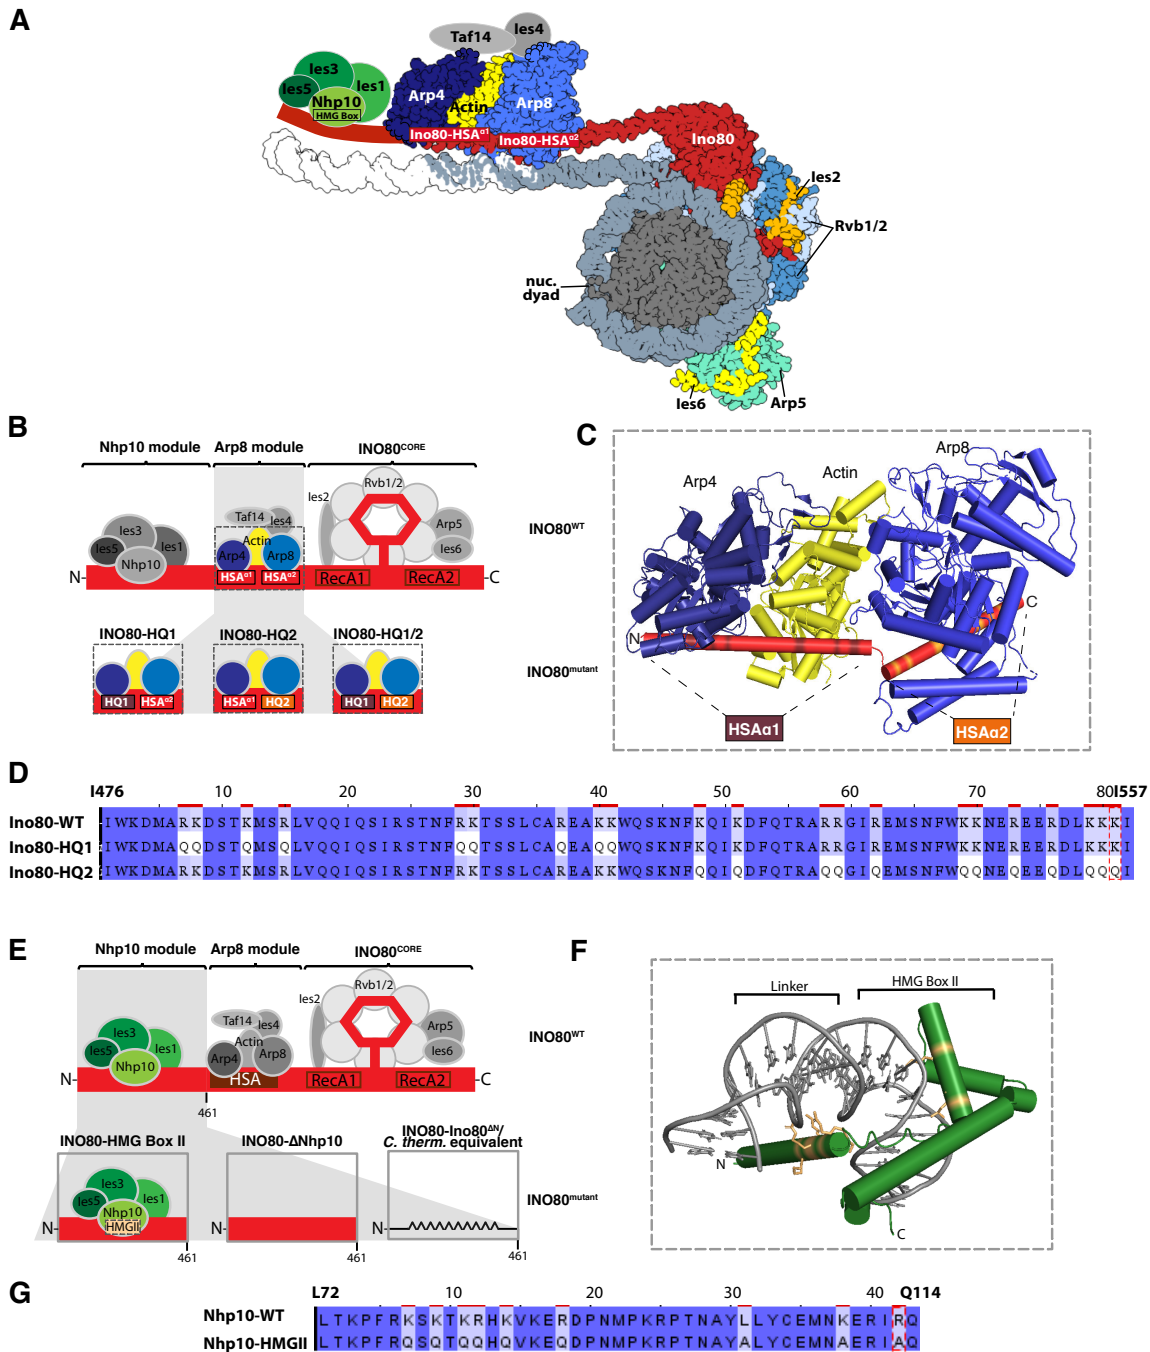 A
Taf14
Ies4
Ies3
Ies5
Ies1
Nhp10
HMG Box
Arp4
Actin
Arp8
Ino80-HSAα1
Ino80-HSAα2
Ino80
Ies2
Rvb1/2
nuc.
dyad
Ies6
Arp5
B
Nhp10 module
Arp8 module
INO80CORE
Ies2
Rvb1/2
Taf14
Ies4
Ies3
Ies5
Ies1
Nhp10
Actin
Arp4
Arp8
Arp5
Ies6
N-
HSAα1
HSAα2
RecA1
RecA2
-C
INO80WT
INO80-HQ1
INO80-HQ2
INO80-HQ1/2
INO80mutant
HQ1
HSAα2
HSAα1
HQ2
HQ1
HQ2
C
Arp4
Actin
Arp8
N
C
HSAα1
HSAα2
D
I476
10
20
30
40
50
60
70
80
I557
Ino80-WT
IWKDMARKDSTKMSRLVQQIQSIRSTNFRKTSSLCAREAKKWQSKNFKQIKDFQTRARRGIREMSNFWKKNEREERDLKKKI
Ino80-HQ1
IWKDMAQQDSTQMSQLVQQIQSIRSTNFQQTSSLCAQEAQQWQSKNFKQIKDFQTRARRGIREMSNFWKKNEREERDLKKKI
Ino80-HQ2
IWKDMARKDSTKMSRLVQQIQSIRSTNFRKTSSLCAREAKKWQSKNFQQIQDFQTRAQQGIQEMSNFWQQNEQEEQDLQQQI
E
Nhp10 module
Arp8 module
INO80CORE
Ies2
Rvb1/2
Taf14
Ies4
Ies3
Ies5
Ies1
Nhp10
Actin
Arp4
Arp8
Arp5
Ies6
N-
HSA
RecA1
RecA2
-C
461
INO80WT
INO80-HMG Box II
INO80-ΔNhp10
INO80-Ino80ΔN/
C. therm. equivalent
INO80mutant
Ies3
Ies5
Ies1
Nhp10
HMGII
N-
N-
N-
461
461
461
F
Linker
HMG Box II
N
C
G
L72
10
20
30
40
Q114
Nhp10-WT
LTKPFRKSKTKRHKVKERDPNMPKRPTNAYLLYCEMNKERIRQ
Nhp10-HMGII
LTKPFRQSQTQQHQVKEQDPNMPKRPTNAYALYCEMNAERIAQ